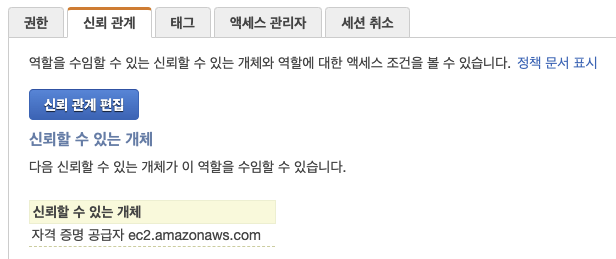 권한 신뢰 관계 태그 액세스 관리자 세션 취소
역할을 수임할 수 있는 신뢰할 수 있는 개체와 역할에 대한 액세스 조건을 볼 수 있습니다. 정책 문서 표시
신뢰 관계 편집
신뢰할 수 있는 개체
다음 신뢰할 수 있는 개체가 이 역할을 수임할 수 있습니다.
신뢰할 수 있는 개체
자격 증명 공급자 ec2.amazonaws.com